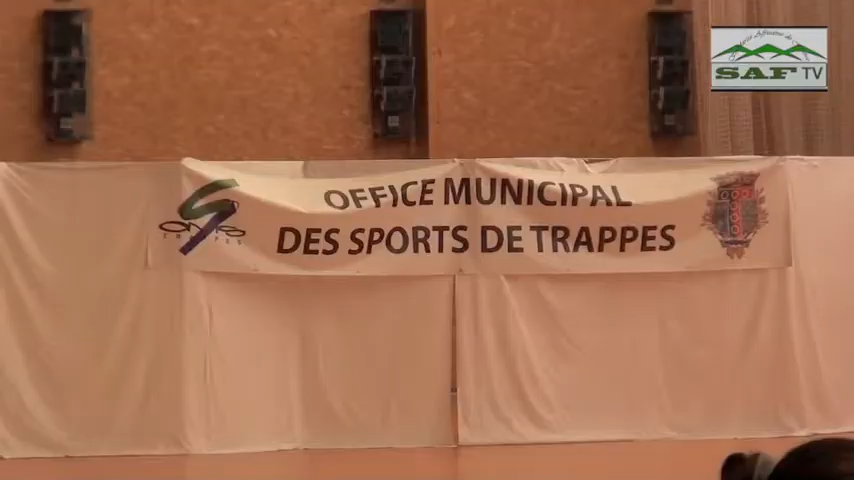 SAF TV
OFFICE MUNICIPAL
DES SPORTS DE TRAPPES